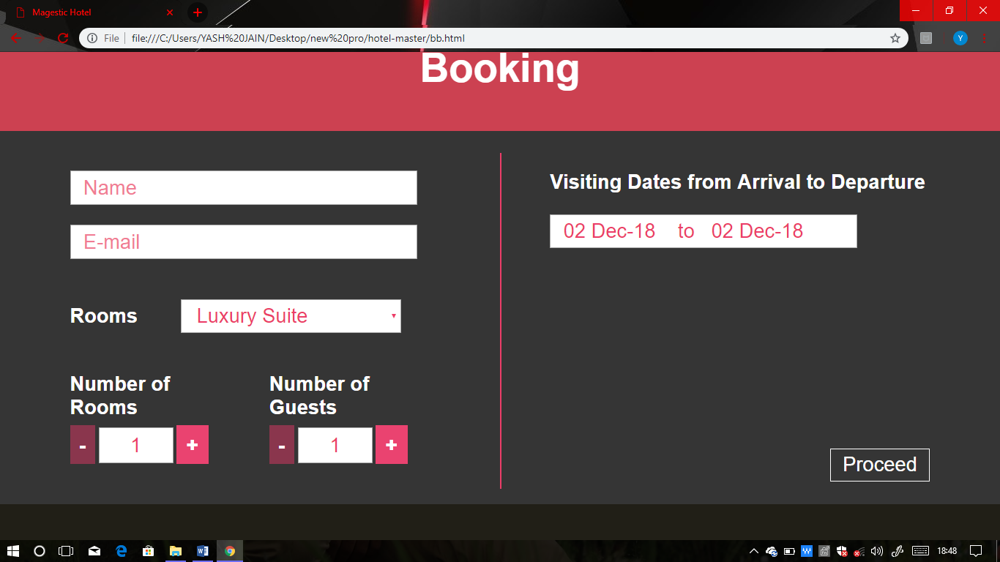 Magestic Hotel
File file:///C:/Users/YASH%20JAIN/Desktop/new%20pro/hotel-master/bb.html
Y
Booking
Name
E-mail
Rooms Luxury Suite
Number of
Rooms
- 1 +
Number of
Guests
- 1 +
Visiting Dates from Arrival to Departure
02 Dec-18 to 02 Dec-18
Proceed
18:48